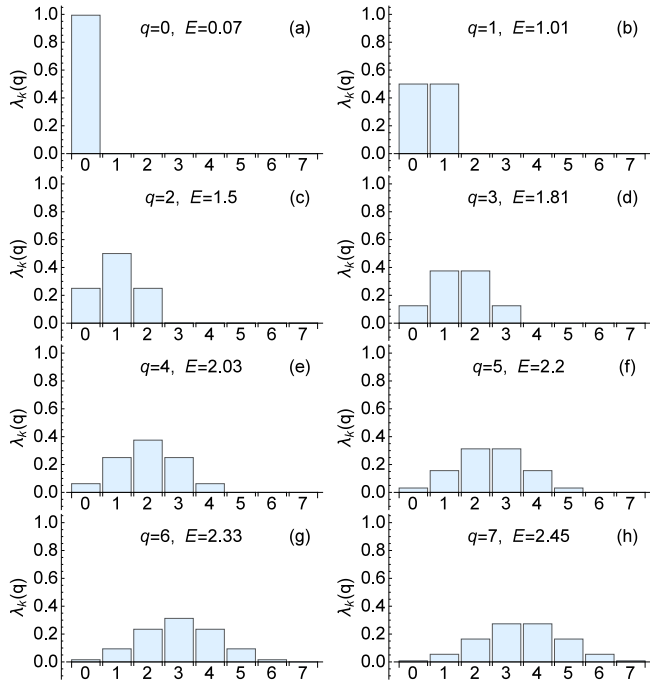 q=0, E=0.07 (a)
λk(q)
1.0
0.8
0.6
0.4
0.2
0.0
0 1 2 3 4 5 6 7
q=1, E=1.01 (b)
λk(q)
1.0
0.8
0.6
0.4
0.2
0.0
0 1 2 3 4 5 6 7
q=2, E=1.5 (c)
λk(q)
1.0
0.8
0.6
0.4
0.2
0.0
0 1 2 3 4 5 6 7
q=3, E=1.81 (d)
λk(q)
1.0
0.8
0.6
0.4
0.2
0.0
0 1 2 3 4 5 6 7
q=4, E=2.03 (e)
λk(q)
1.0
0.8
0.6
0.4
0.2
0.0
0 1 2 3 4 5 6 7
q=5, E=2.2 (f)
λk(q)
1.0
0.8
0.6
0.4
0.2
0.0
0 1 2 3 4 5 6 7
q=6, E=2.33 (g)
λk(q)
1.0
0.8
0.6
0.4
0.2
0.0
0 1 2 3 4 5 6 7
q=7, E=2.45 (h)
λk(q)
1.0
0.8
0.6
0.4
0.2
0.0
0 1 2 3 4 5 6 7